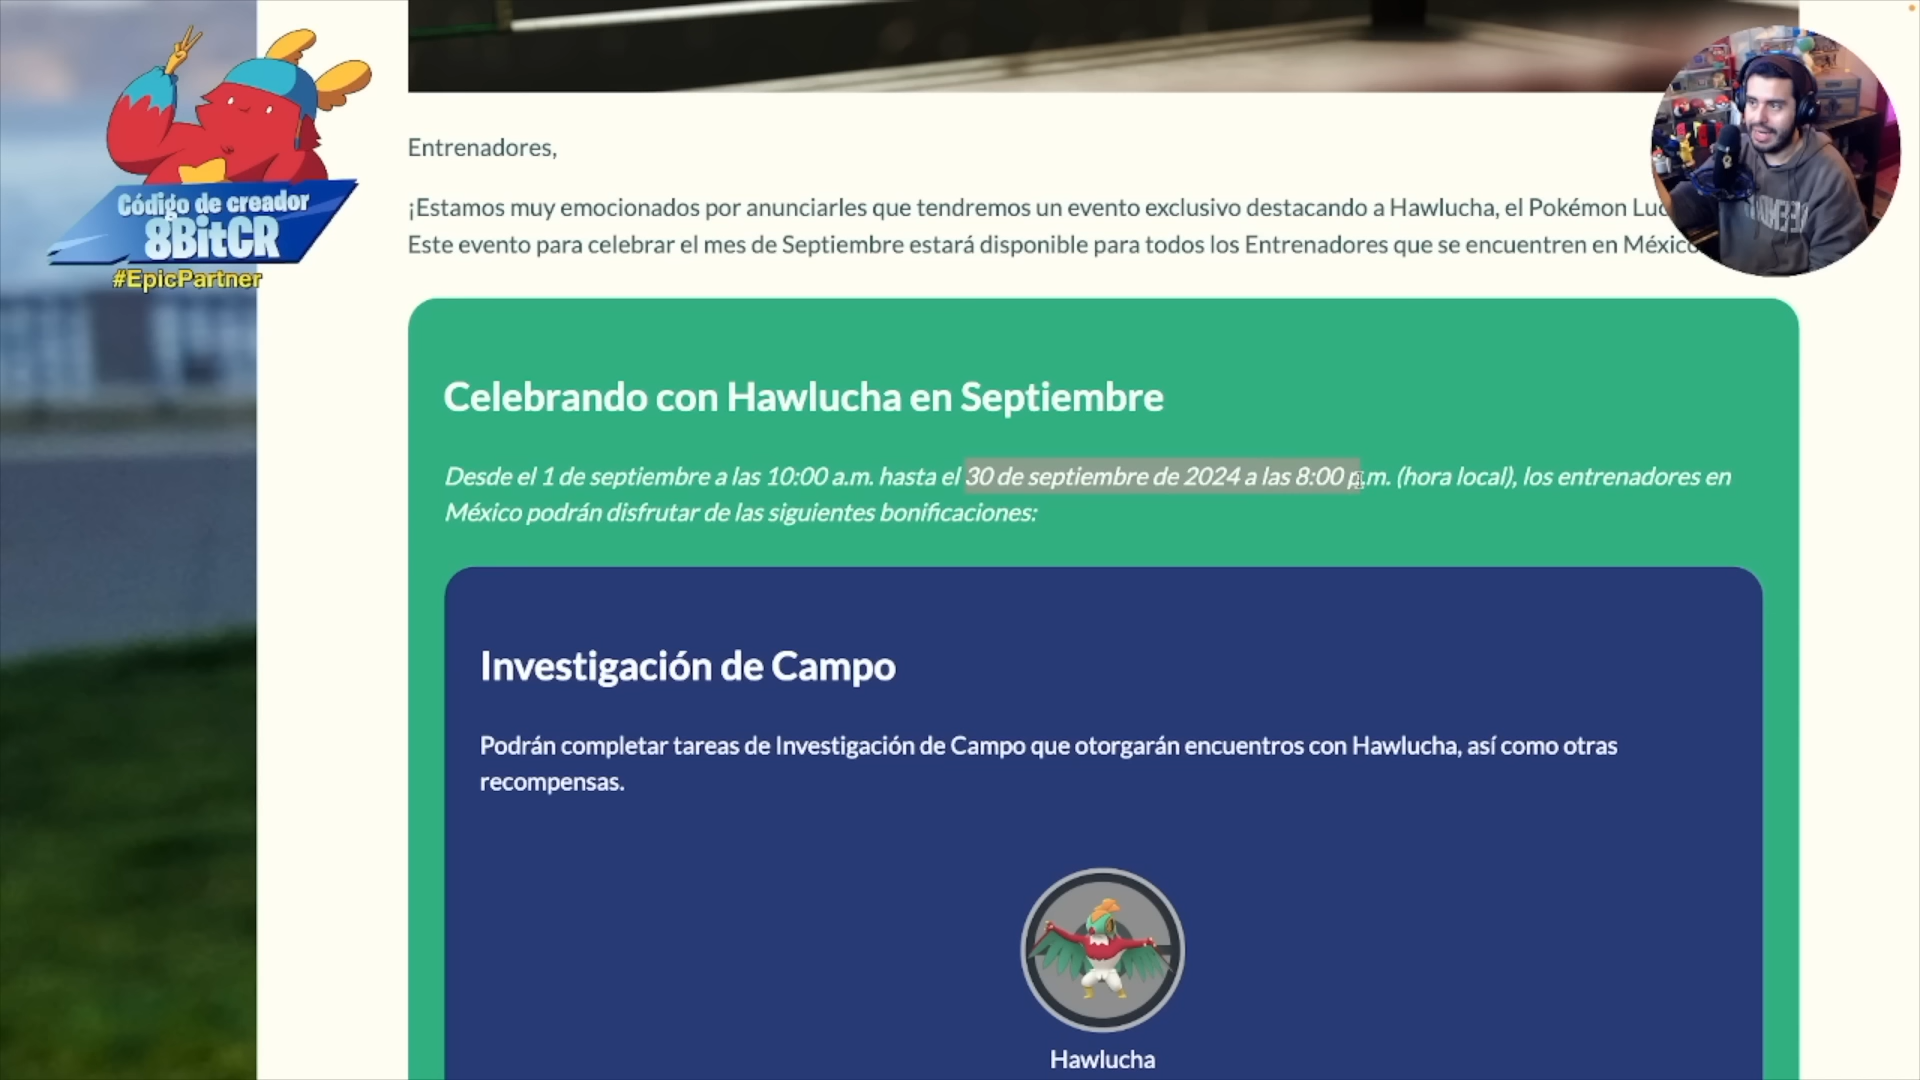 Código de creador
8BitCR
#EpicPartner
Entrenadores,
¡Estamos muy emocionados por anunciarles que tendremos un evento exclusivo destacando a Hawlucha, el Pokémon
Este evento para celebrar el mes de Septiembre estará disponible para todos los Entrenadores que se encuentren en México
Celebrando con Hawlucha en Septiembre
Desde el 1 de septiembre a las 10:00 a.m. hasta el 30 de septiembre de 2024 a las 8:00 p.m. (hora local), los entrenadores en
México podrán disfrutar de las siguientes bonificaciones:
Investigación de Campo
Podrán completar tareas de Investigación de Campo que otorgarán encuentros con Hawlucha, así como otras
recompensas.
Hawlucha